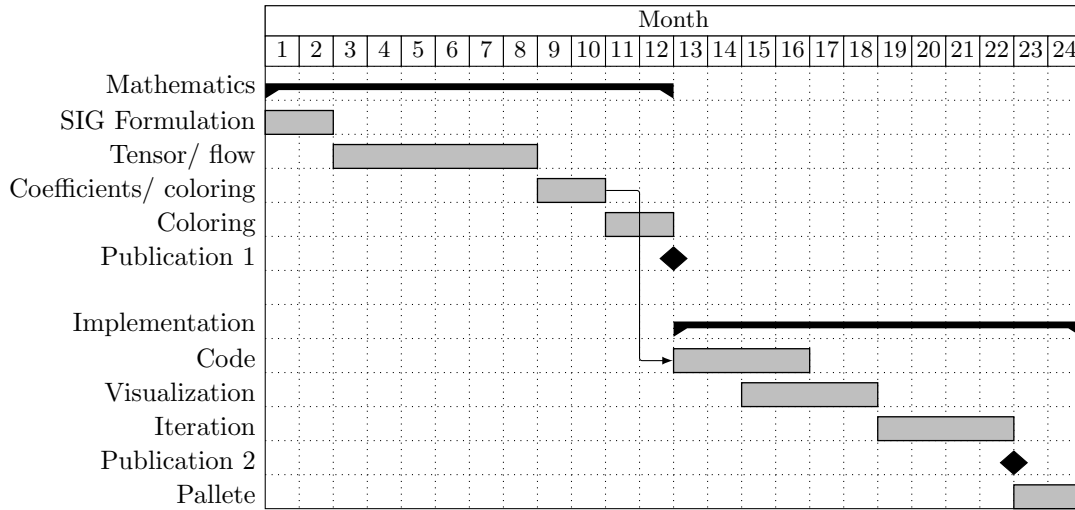 Month
1 2 3 4 5 6 7 8 9 10 11 12 13 14 15 16 17 18 19 20 21 22 23 24
Mathematics
SIG Formulation
Tensor/ flow
Coefficients/ coloring
Coloring
Publication 1
Implementation
Code
Visualization
Iteration
Publication 2
Pallete